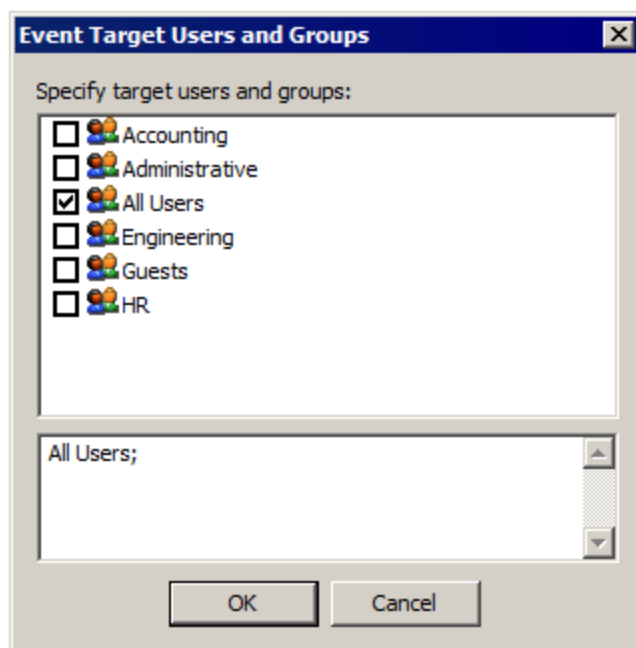 Event Target Users and Groups
Specify target users and groups:
Accounting
Administrative
All Users
Engineering
Guests
HR
All Users;
OK
Cancel